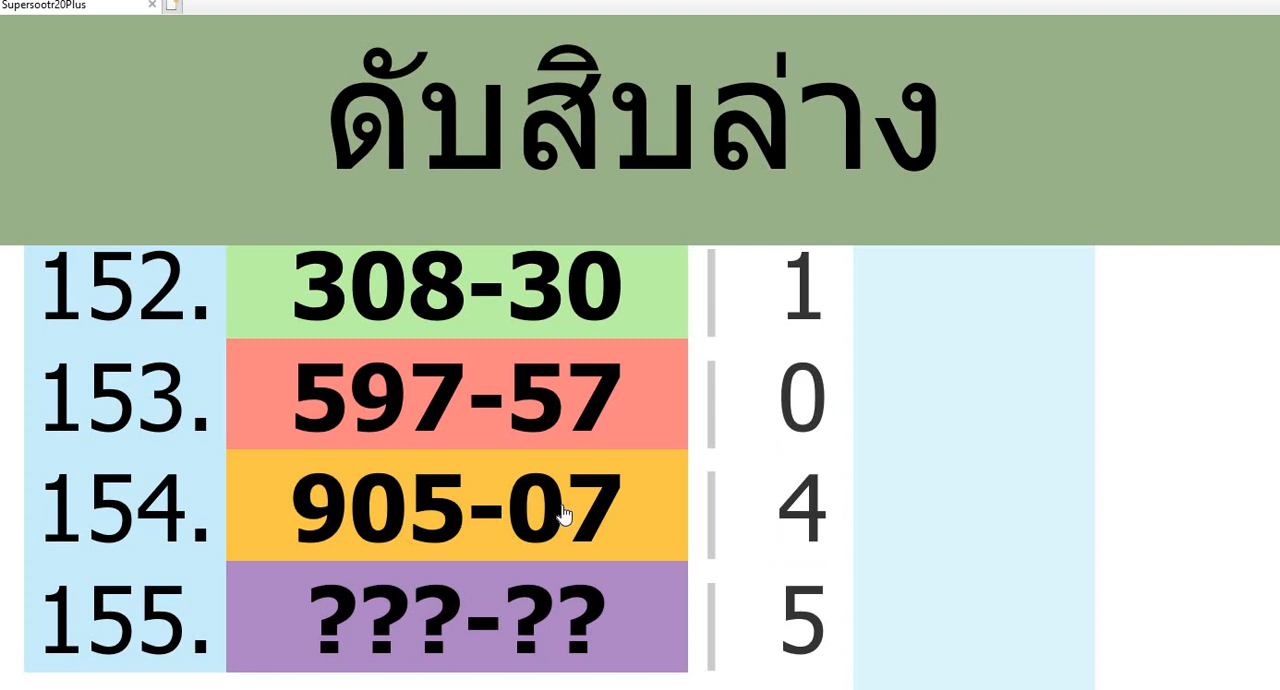 Supersootr20Plus
ดับสิบล่าง
152. 308-30 1
153. 597-57 0
154. 905-07 4
155. ???-?? 5